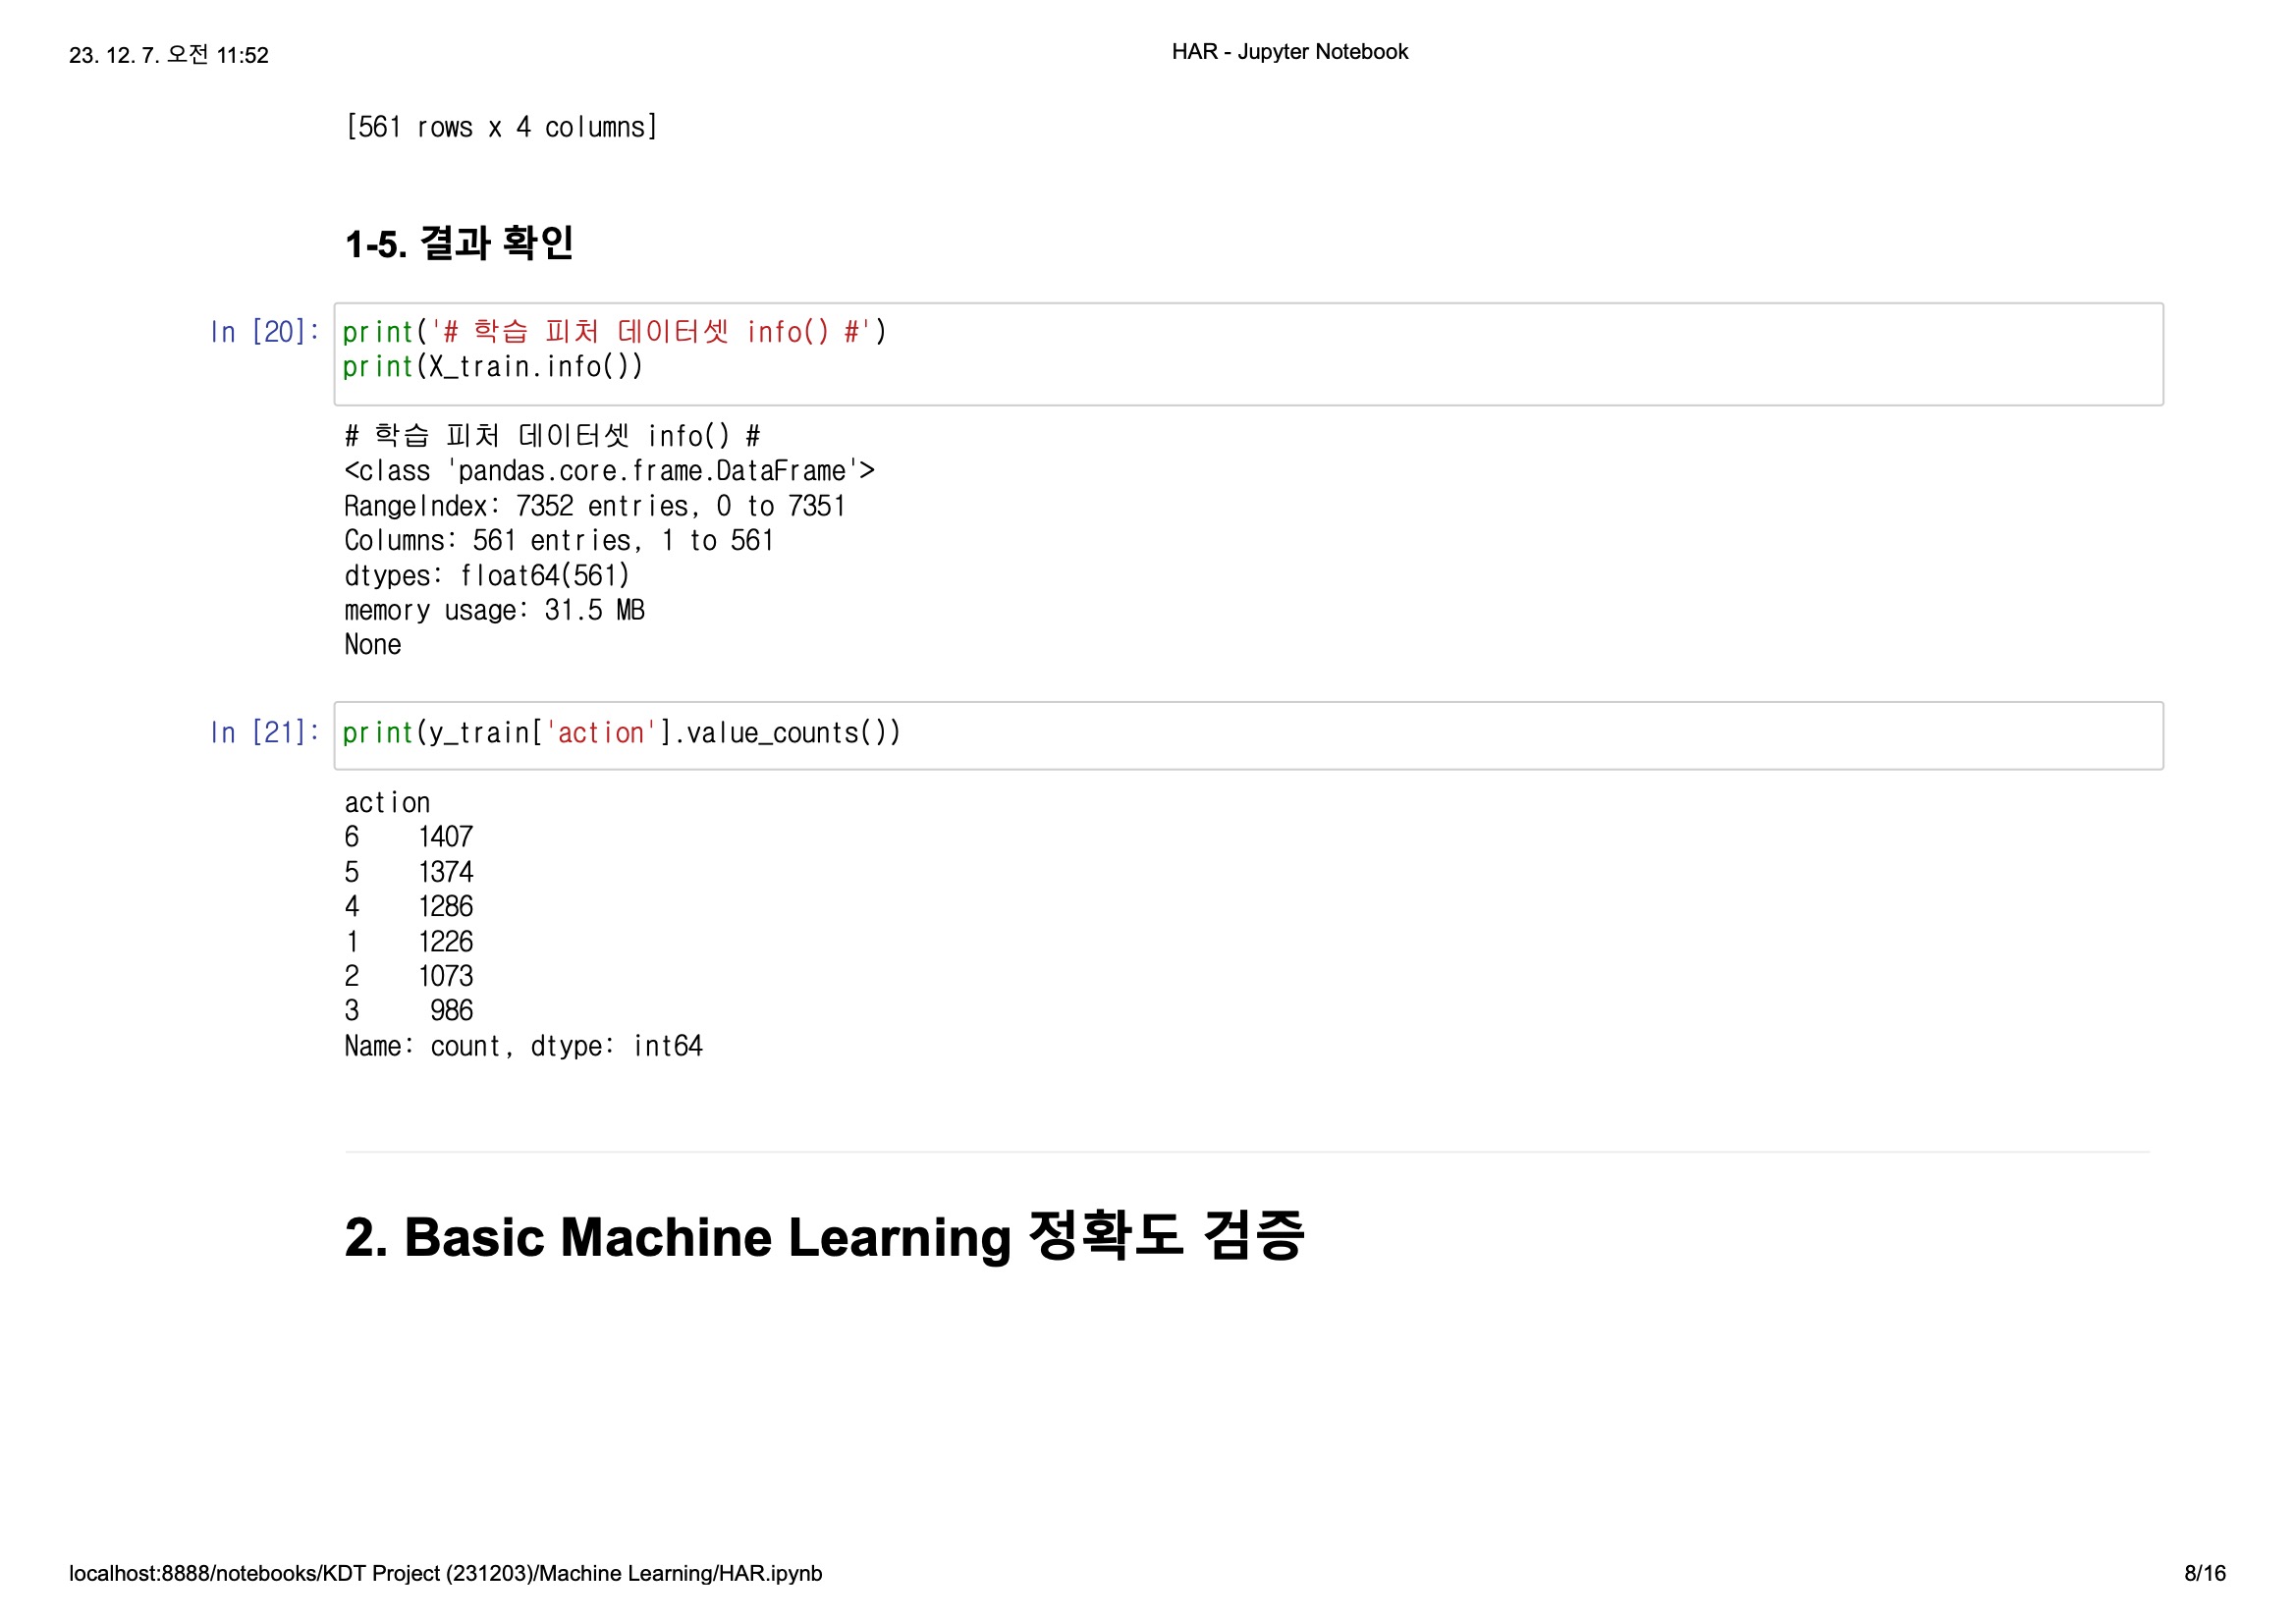 23. 12. 7. 오전 11:52
HAR - Jupyter Notebook
[561 rows x 4 columns]
1-5. 결과 확인
In [20]: print('# 학습 피처 데이터셋 info() #')
print(X_train.info())
# 학습 피처 데이터셋 info() #
<class 'pandas.core.frame.DataFrame'>
RangeIndex: 7352 entries, 0 to 7351
Columns: 561 entries, 1 to 561
dtypes: float64(561)
memory usage: 31.5 MB
None
In [21]: print(y_train['action'].value_counts())
action
6    1407
5    1374
4    1286
1    1226
2    1073
3     986
Name: count, dtype: int64
2. Basic Machine Learning 정확도 검증
localhost:8888/notebooks/KDT Project (231203)/Machine Learning/HAR.ipynb
8/16